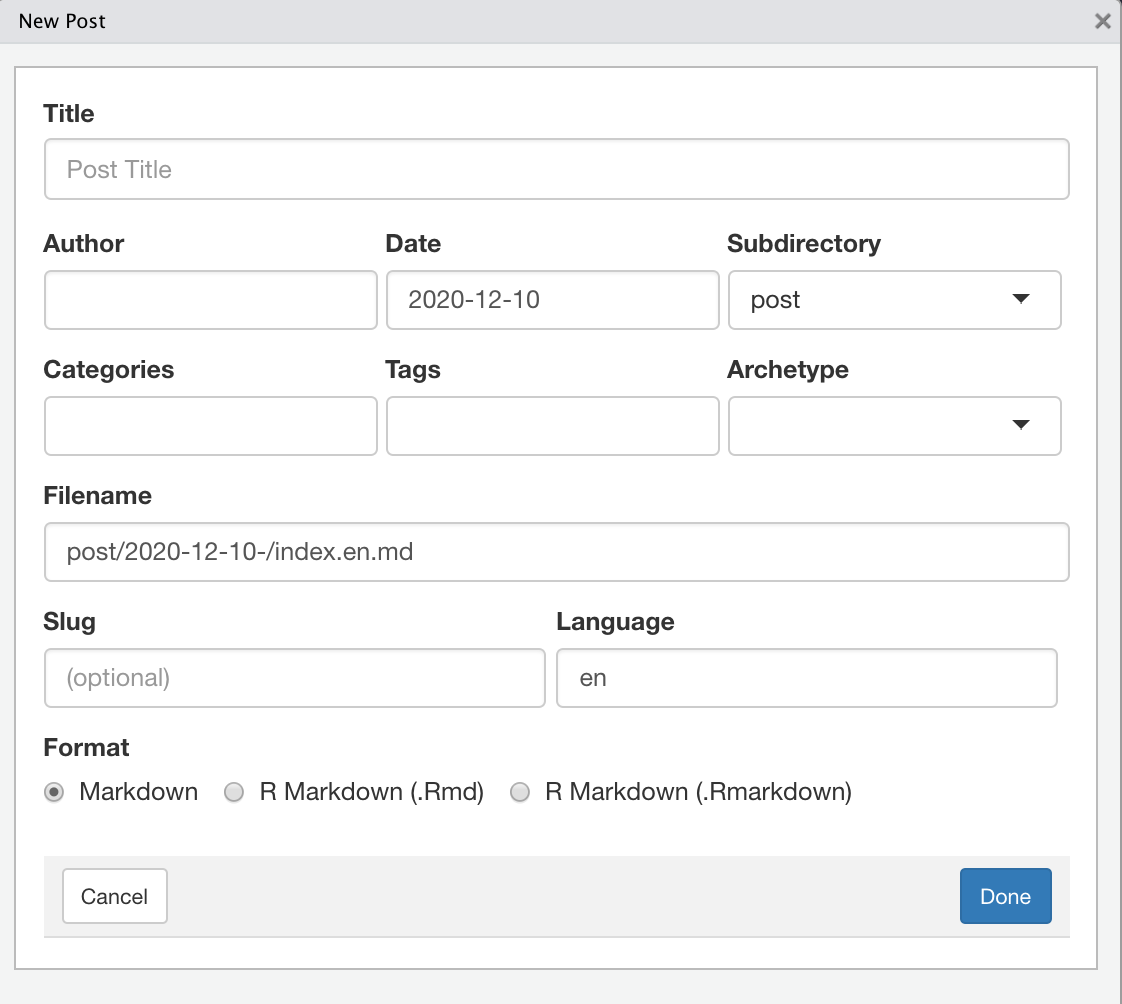 New Post
Title
Post Title
Author Date Subdirectory
2020-12-10 post
Categories Tags Archetype
Filename
post/2020-12-10-/index.en.md
Slug Language
(optional) en
Format
Markdown R Markdown (.Rmd) R Markdown (.Rmarkdown)
Cancel Done